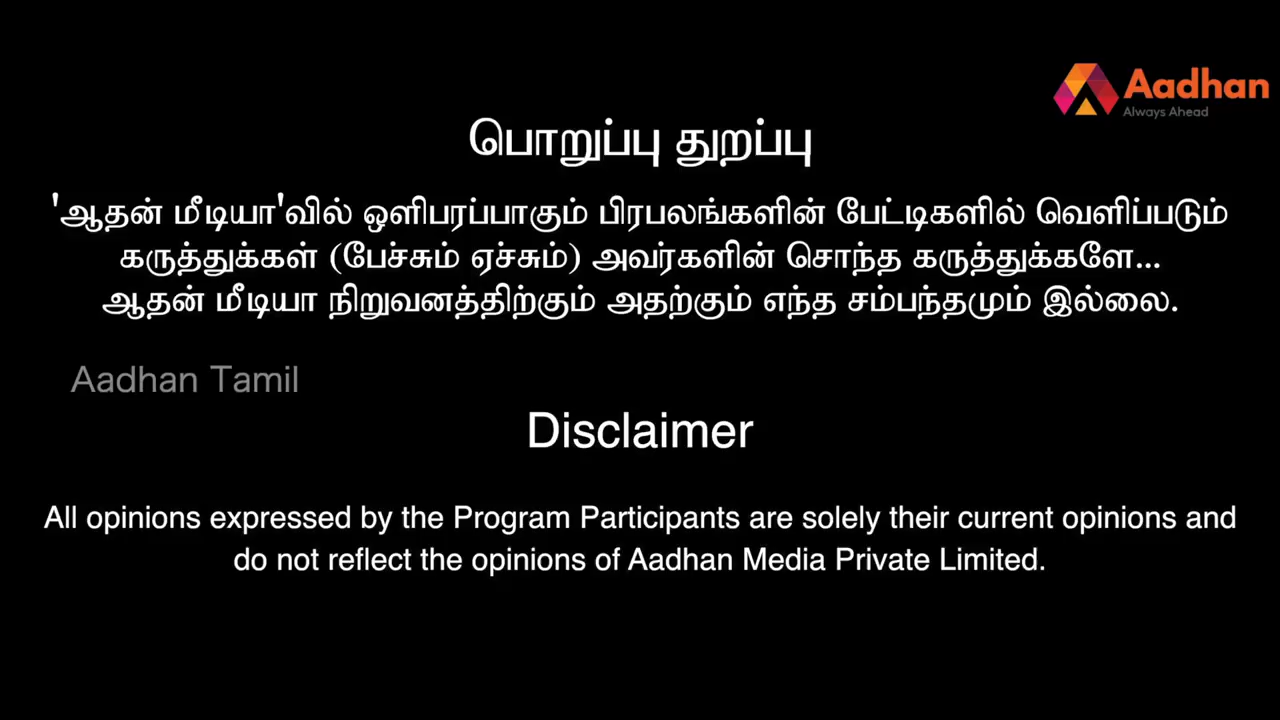 Aadhan
Always Ahead
பொறுப்பு துறப்பு
'ஆதன் மீடியா'வில் ஒளிபரப்பாகும் பிரபலங்களின் பேட்டிகளில் வெளிப்படும்
கருத்துக்கள் (பேச்சும் ஏச்சும்) அவர்களின் சொந்த கருத்துக்களே...
ஆதன் மீடியா நிறுவனத்திற்கும் அதற்கும் எந்த சம்பந்தமும் இல்லை.
Aadhan Tamil
Disclaimer
All opinions expressed by the Program Participants are solely their current opinions and
do not reflect the opinions of Aadhan Media Private Limited.